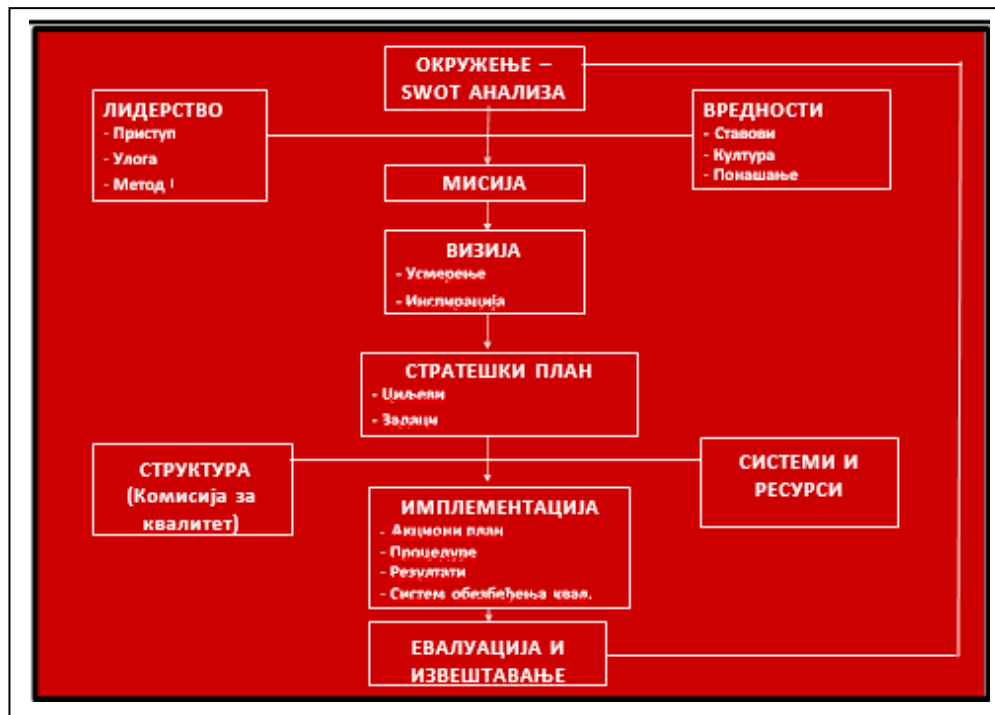 ОКРУЖЕЊЕ –
SWOT АНАЛИЗА
ЛИДЕРСТВО
- Приступ
- Улога
- Метод
ВРЕДНОСТИ
- Ставови
- Култура
- Понашање
МИСИЈА
ВИЗИЈА
- Усмерење
- Инспирација
СТРАТЕШКИ ПЛАН
- Циљеви
- Задаци
СТРУКТУРА
(Комисија за
квалитет)
СИСТЕМИ И
РЕСУРСИ
ИМПЛЕМЕНТАЦИЈА
- Акциони план
- Процедуре
- Резултати
- Систем обезбеђења квал.
ЕВАЛУАЦИЈА И
ИЗВЕШТАВАЊЕ